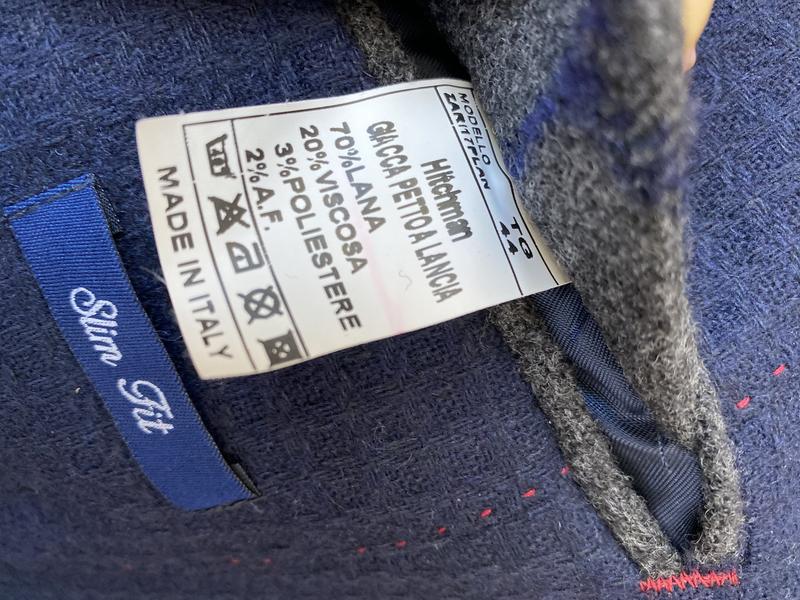 MODELLO
ZAR117PLAN
TG
44
Hitchman
GIACCA PETTO A LANCIA
70%LANA
20%VISCOSA
3%POLIESTERE
2%A.F.
MADE IN ITALY
Slim Fit